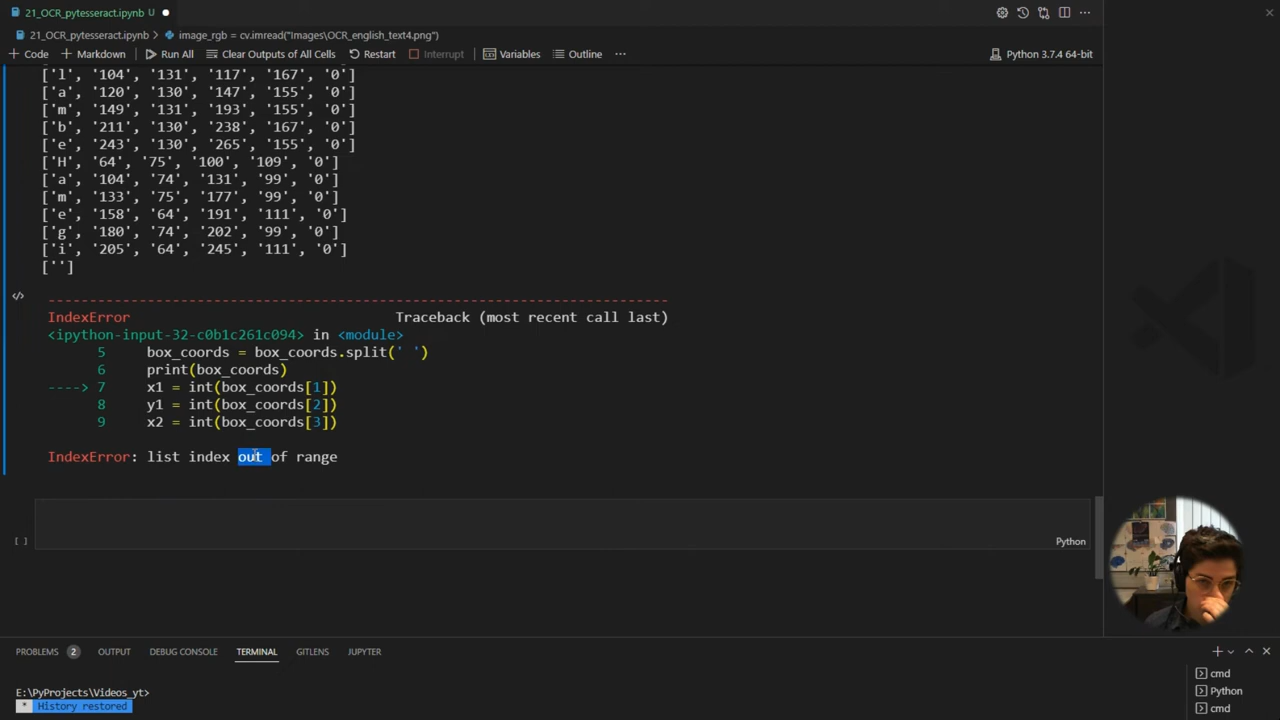 21_OCR_pytesseract.ipynb U ●
21_OCR_pytesseract.ipynb > image_rgb = cv.imread("Images\OCR_english_text4.png")
+ Code + Markdown Run All Clear Outputs of All Cells Restart Interrupt Variables Outline ··· Python 3.7.4 64-bit
['l', '104', '131', '117', '167', '0']
['a', '120', '130', '147', '155', '0']
['m', '149', '131', '193', '155', '0']
['b', '211', '130', '238', '167', '0']
['e', '243', '130', '265', '155', '0']
['H', '64', '75', '100', '109', '0']
['a', '104', '74', '131', '99', '0']
['m', '133', '75', '177', '99', '0']
['e', '158', '64', '191', '111', '0']
['g', '180', '74', '202', '99', '0']
['i', '205', '64', '245', '111', '0']
['']
IndexError Traceback (most recent call last)
<ipython-input-32-c0b1c261c094> in <module>
5 box_coords = box_coords.split(' ')
6 print(box_coords)
----> 7 x1 = int(box_coords[1])
8 y1 = int(box_coords[2])
9 x2 = int(box_coords[3])
IndexError: list index out of range
[ ] Python
PROBLEMS 2 OUTPUT DEBUG CONSOLE TERMINAL GITLENS JUPYTER
cmd
E:\PyProjects\Videos_yt> Python
* History restored cmd